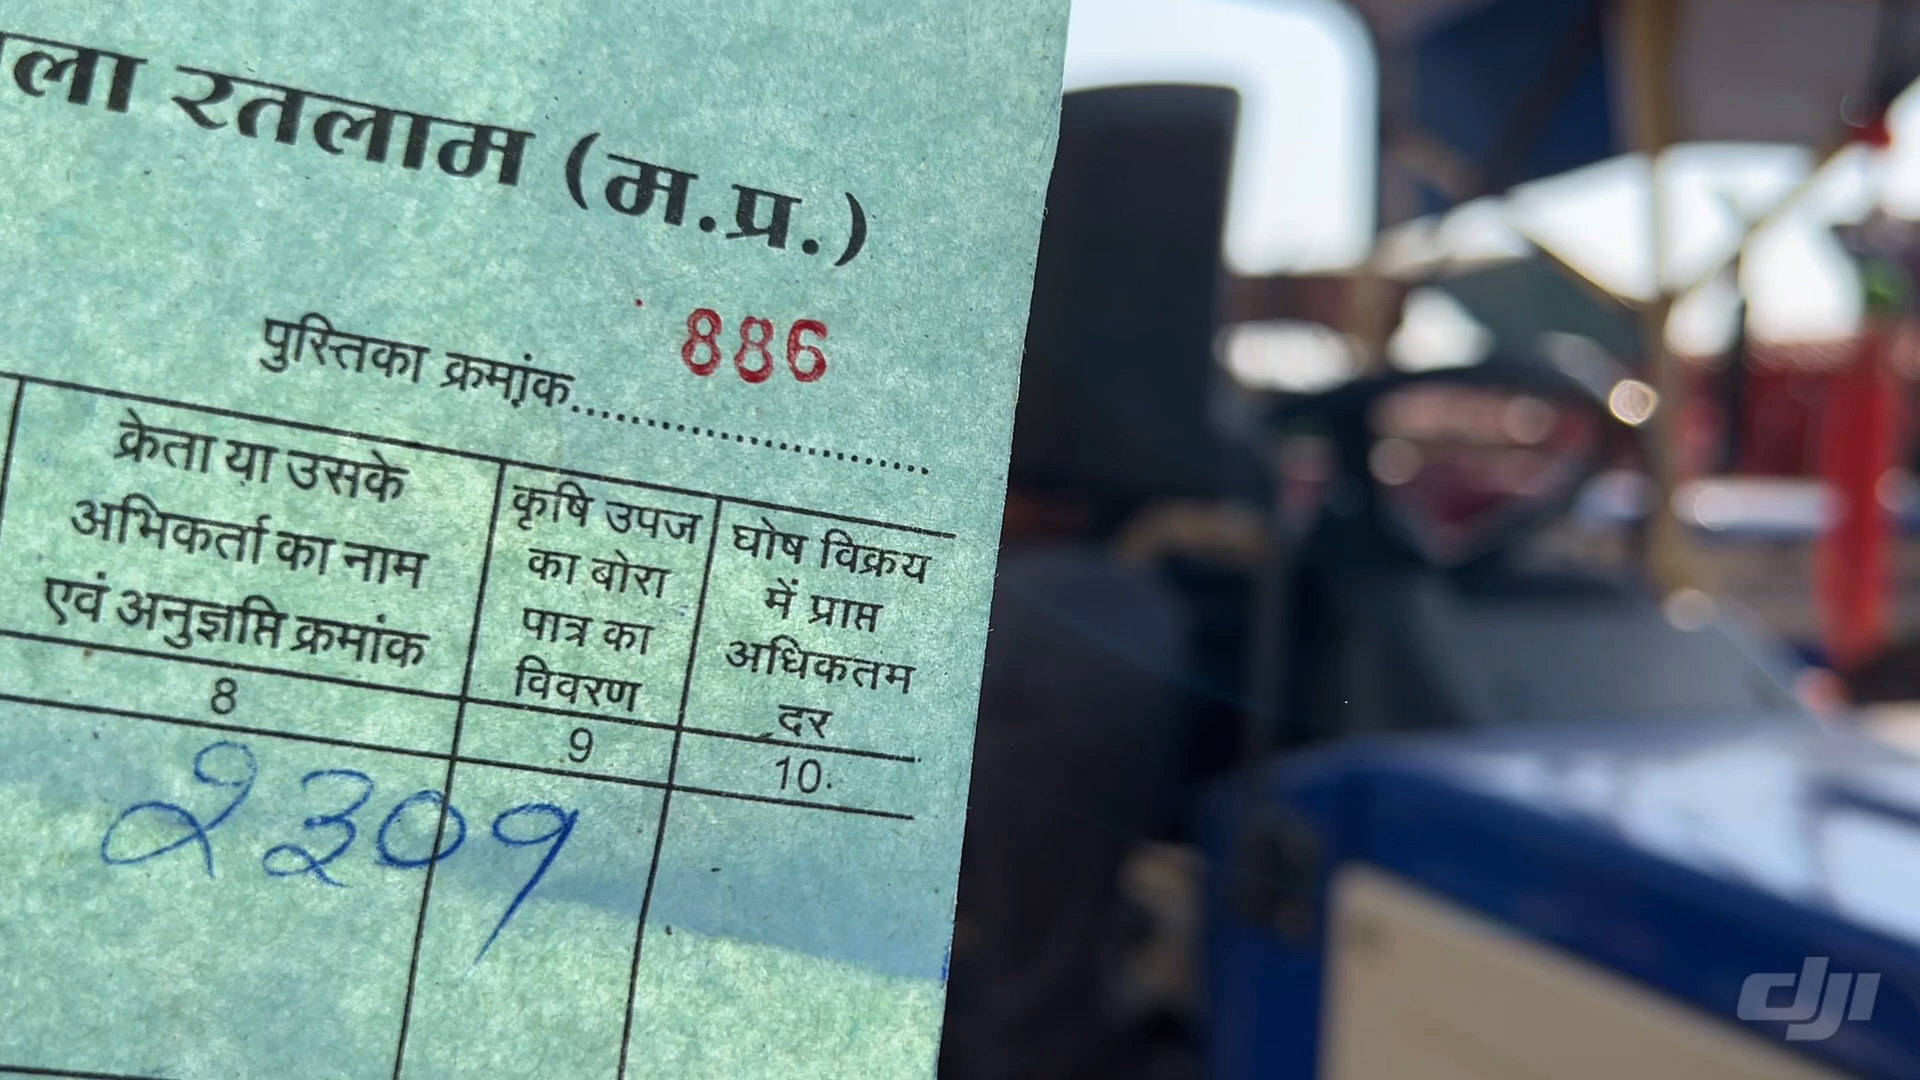 ला रतलाम (म.प्र.)
पुस्तिका क्रमांक....................... 886
क्रेता या उसके
अभिकर्ता का नाम
एवं अनुज्ञप्ति क्रमांक
कृषि उपज
का बोरा
पात्र का
विवरण
घोष विक्रय
में प्राप्त
अधिकतम
दर
8
9
10.
२३०१
dji